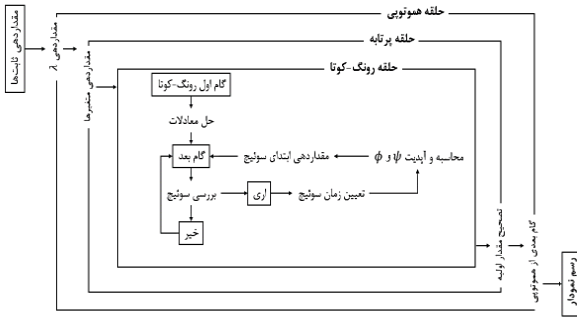 حلقه هموتوپی
حلقه پرتابه
حلقه رونگ-کوتا
مقداردهی ثابت‌ها
مقداردهی λ
مقداردهی متغیرها
گام اول رونگ-کوتا
حل معادلات
گام بعد
مقداردهی ابتدای سوئیچ
محاسبه و آپدیت ψ و ϕ
بررسی سوئیچ
اری
تعیین زمان سوئیچ
خیر
تصحیح مقدار اولیه
گام بعدی از هموتوپی
رسم نمودار